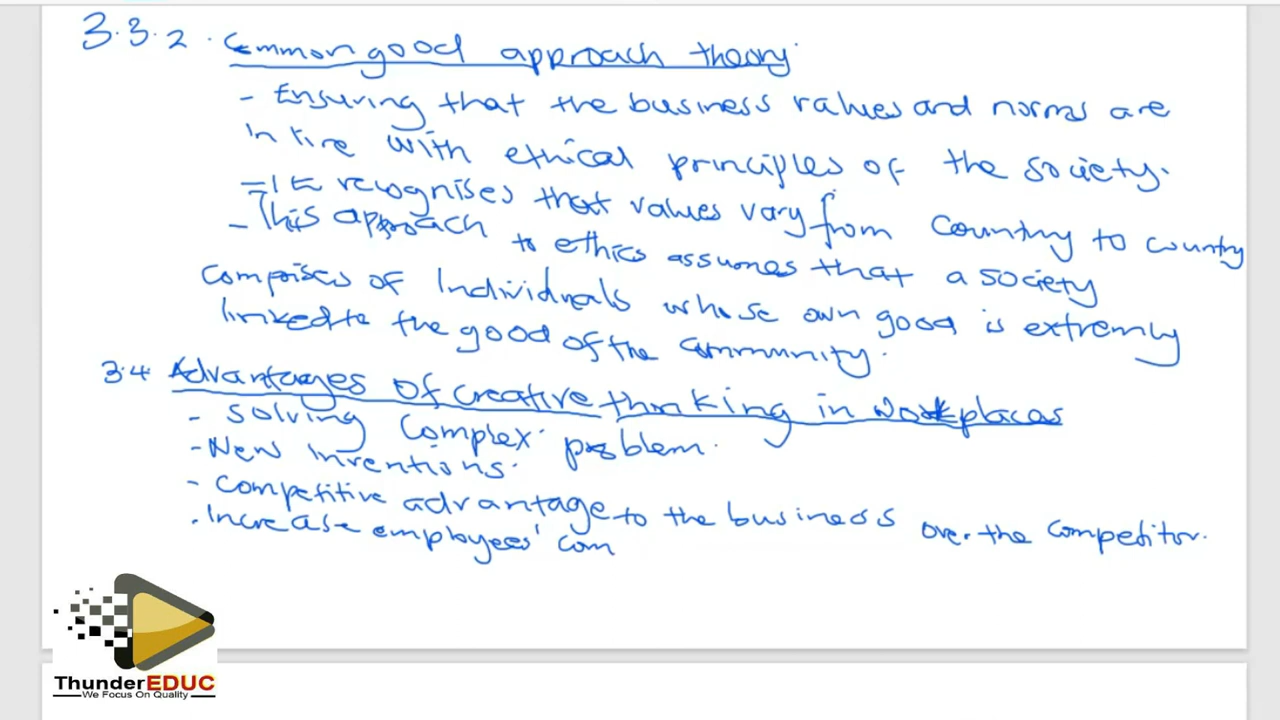 3.3.2. Common good approach theory.
- Ensuring that the business values and norms are
in line with ethical principles of the society.
- It recognises that values vary from country to country
- This approach to ethics assumes that a society
comprises of individuals whose own good is extremly
linked to the good of the community.
3.4 Advantages of creative thinking in workplaces
- Solving complex problem.
- New inventions.
- Competitive advantage to the business over the competitor.
. Increase employees' com
ThunderEDUC
We Focus On Quality